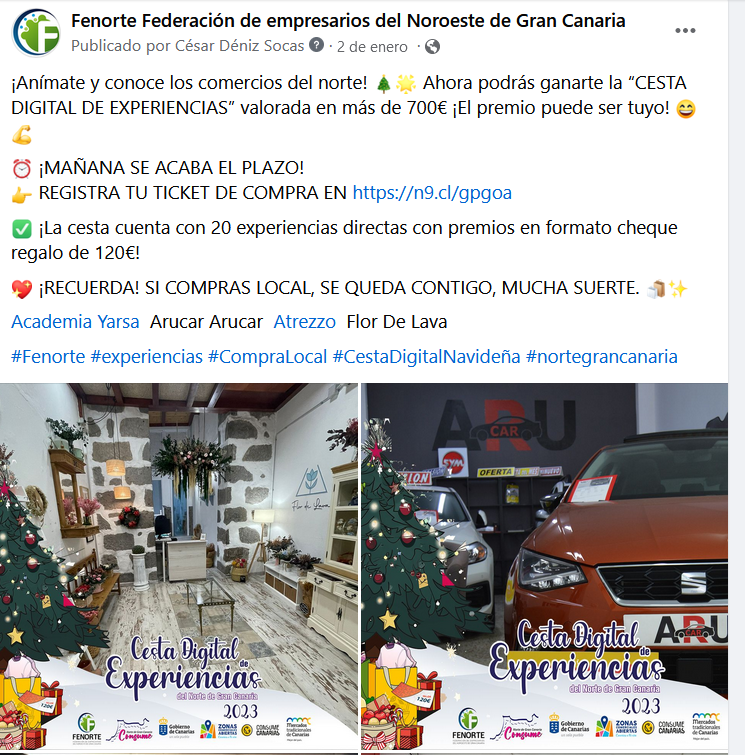 Fenorte Federación de empresarios del Noroeste de Gran Canaria
Publicado por César Déniz Socas · 2 de enero ·
¡Anímate y conoce los comercios del norte! 🎄🌟 Ahora podrás ganarte la “CESTA
DIGITAL DE EXPERIENCIAS” valorada en más de 700€ ¡El premio puede ser tuyo! 😄
💪
⏰ ¡MAÑANA SE ACABA EL PLAZO!
👉 REGISTRA TU TICKET DE COMPRA EN https://n9.cl/gpgoa
✅ ¡La cesta cuenta con 20 experiencias directas con premios en formato cheque
regalo de 120€!
💖 ¡RECUERDA! SI COMPRAS LOCAL, SE QUEDA CONTIGO, MUCHA SUERTE. 🛍️✨
Academia Yarsa Arucar Arucar Atrezzo Flor De Lava
#Fenorte #experiencias #CompraLocal #CestaDigitalNavideña #nortegrancanaria
Flor de Lava
Cesta Digital
de
Experiencias
del Norte de Gran Canaria
2023
120€
FENORTE
Consume
Gobierno
de Canarias
ZONAS
CONSUME
CANARIAS
mercados
tradicionales
de Canarias
ARU
CAR
SYM
OFERTA
S
ARU
CAR
Cesta Digital
de
Experiencias
del Norte de Gran Canaria
2023
120€
FENORTE
Consume
Gobierno
de Canarias
ZONAS
CONSUME
CANARIAS
mercados
tradicionales
de Canarias